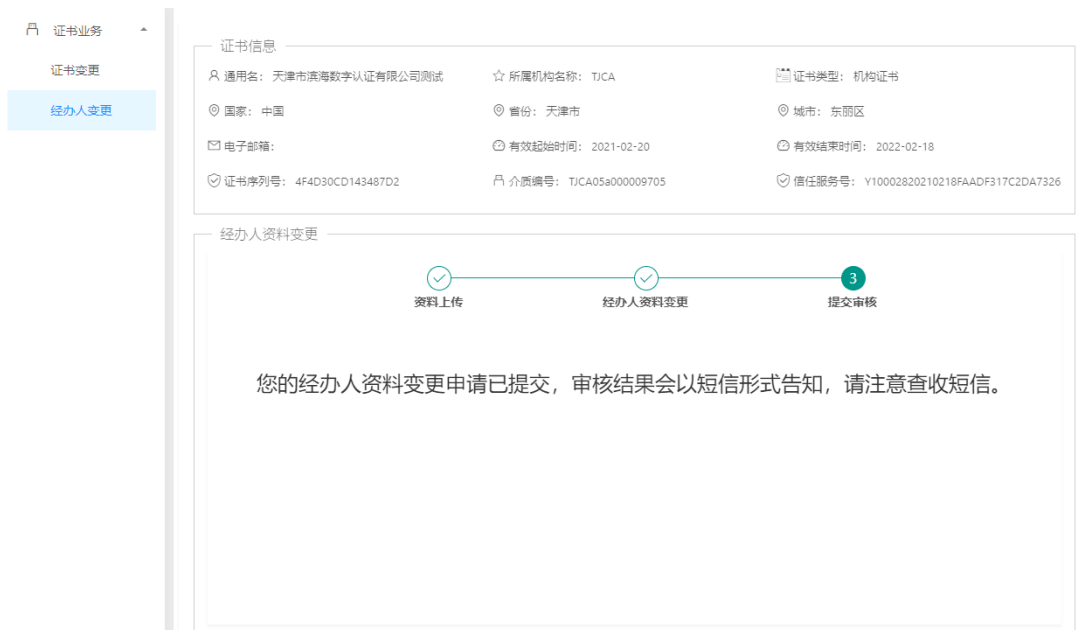 证书业务
证书变更
经办人变更
证书信息
通用名： 天津市滨海数字认证有限公司测试
所属机构名称： TJCA
证书类型： 机构证书
国家： 中国
省份： 天津市
城市： 东丽区
电子邮箱：
有效起始时间： 2021-02-20
有效结束时间： 2022-02-18
证书序列号： 4F4D30CD143487D2
介质编号： TJCA05a000009705
信任服务号： Y10002820210218FAADF317C2DA7326
经办人资料变更
3
资料上传
经办人资料变更
提交审核
您的经办人资料变更申请已提交，审核结果会以短信形式告知，请注意查收短信。